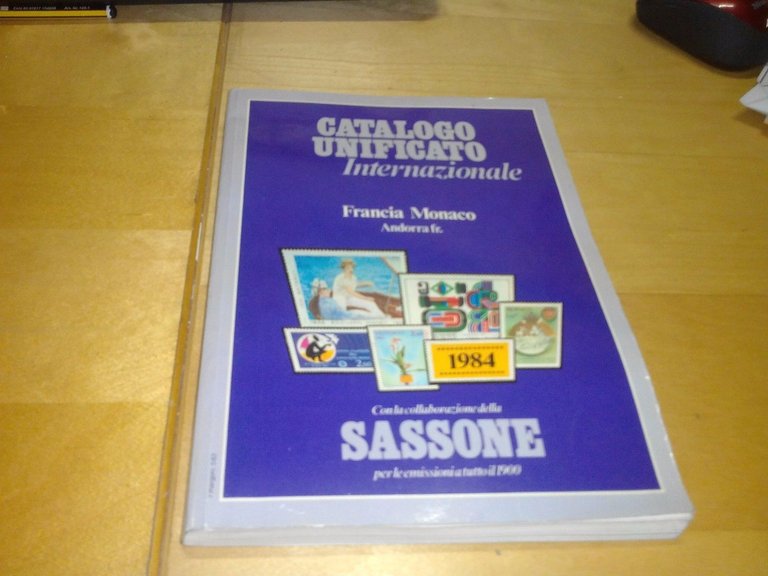 CATALOGO
UNIFICATO
Internazionale
Francia Monaco
Andorra fr.
1984
Con la collaborazione della
SASSONE
per le emissioni a tutto il 1900